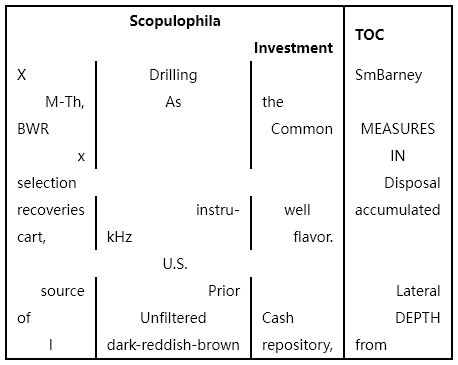 Scopulophila
TOC
Investment
X Drilling SmBarney
M-Th, As the
BWR Common MEASURES
x IN
selection Disposal
recoveries instru- well accumulated
cart, kHz flavor.
U.S.
source Prior Lateral
of Unfiltered Cash DEPTH
l dark-reddish-brown repository, from